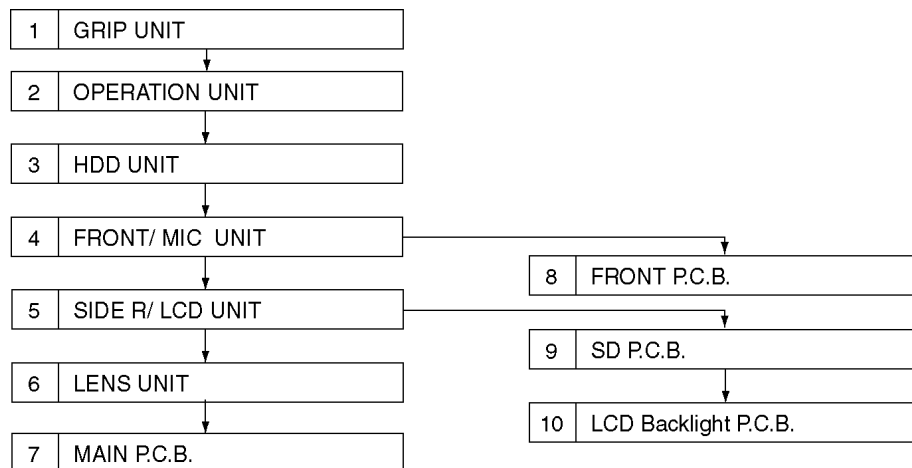 1 GRIP UNIT
2 OPERATION UNIT
3 HDD UNIT
4 FRONT/ MIC UNIT
5 SIDE R/ LCD UNIT
6 LENS UNIT
7 MAIN P.C.B.
8 FRONT P.C.B.
9 SD P.C.B.
10 LCD Backlight P.C.B.